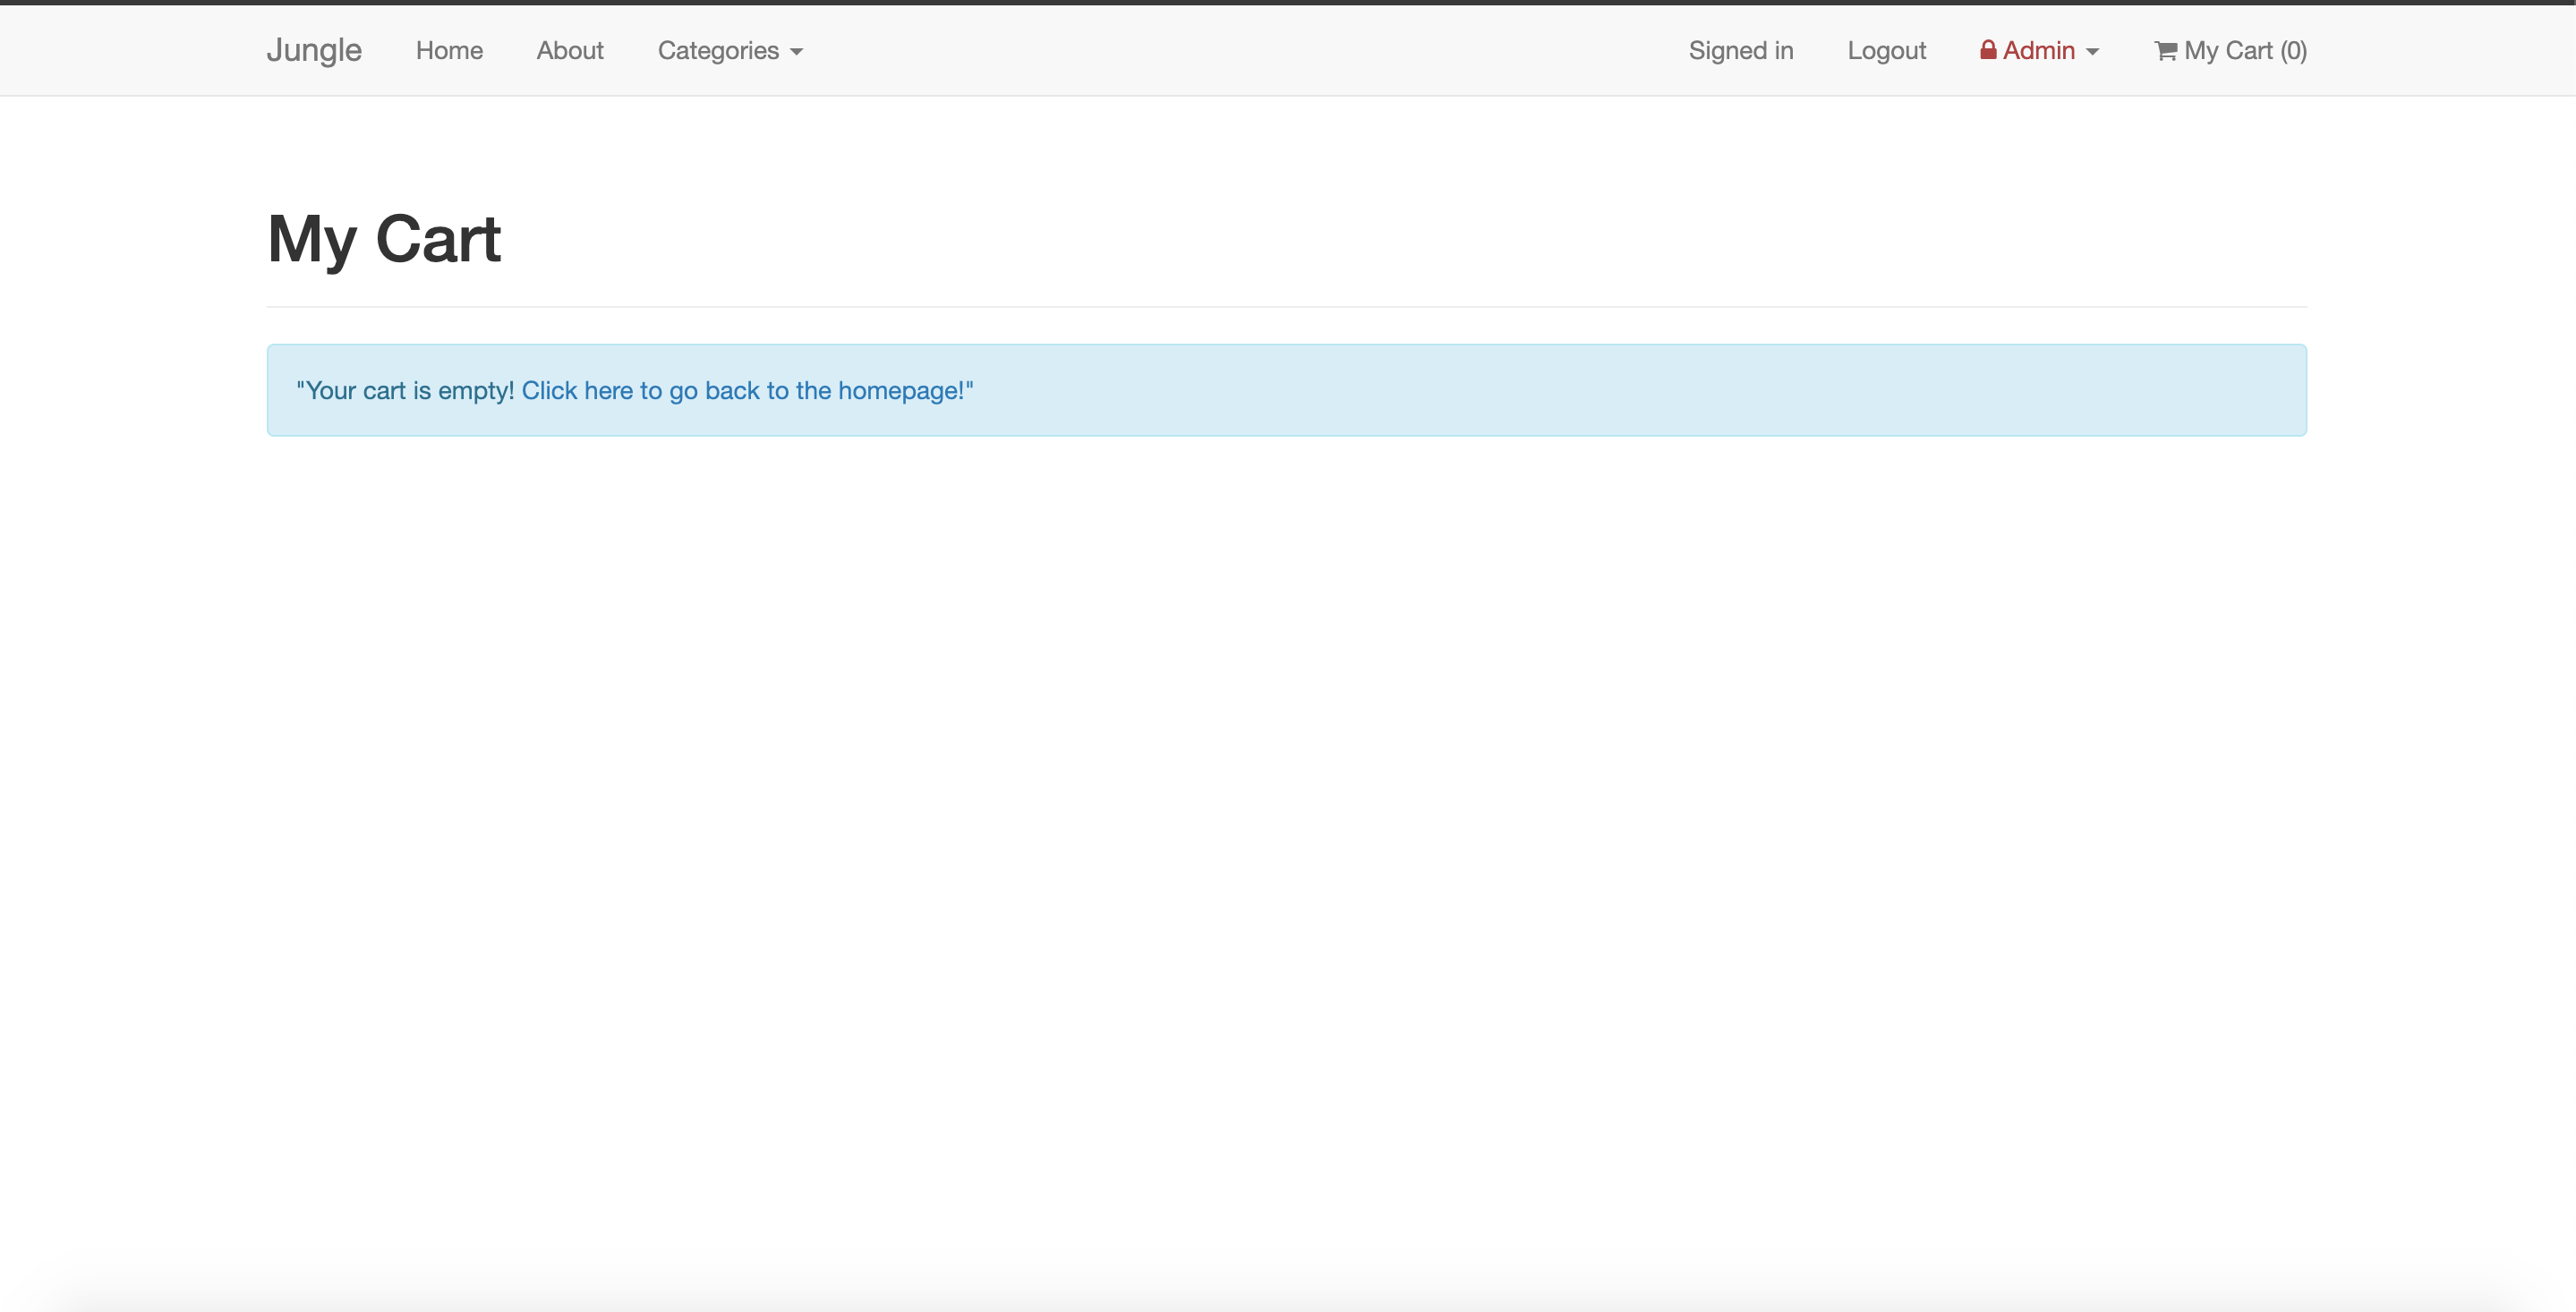 Jungle Home About Categories Signed in Logout Admin My Cart (0)
My Cart
"Your cart is empty! Click here to go back to the homepage!"